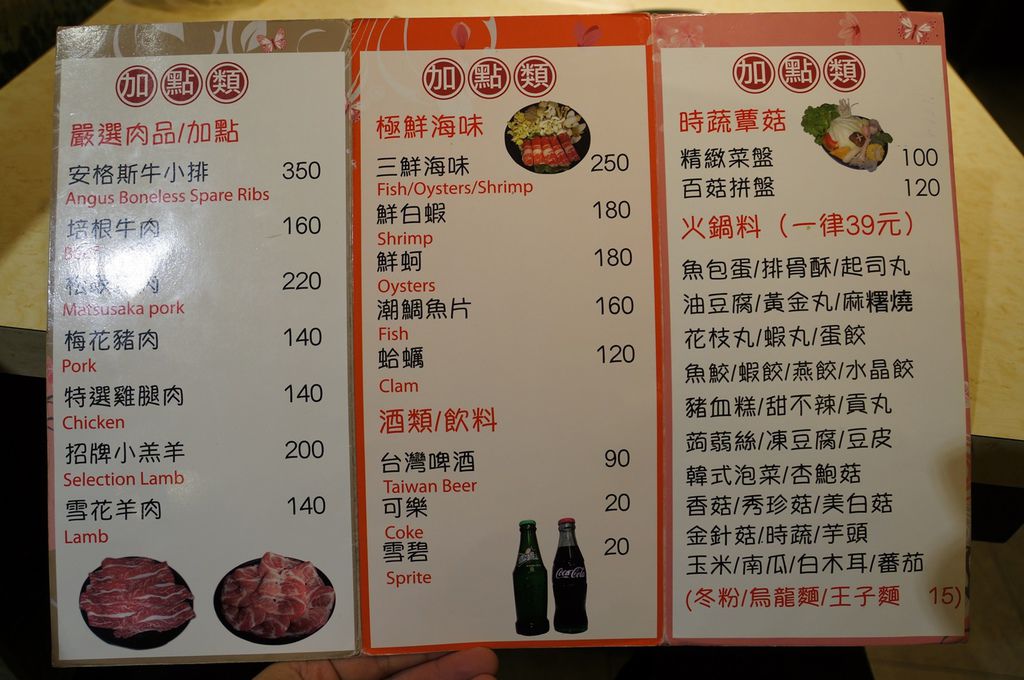 加點類
嚴選肉品/加點
安格斯牛小排 350
Angus Boneless Spare Ribs
培根牛肉 160
220
Matsusaka pork
梅花豬肉 140
Pork
特選雞腿肉 140
Chicken
招牌小羔羊 200
Selection Lamb
雪花羊肉 140
Lamb
加點類
極鮮海味
三鮮海味 250
Fish/Oysters/Shrimp
鮮白蝦 180
Shrimp
鮮蚵 180
Oysters
潮鯛魚片 160
Fish
蛤蠣 120
Clam
酒類/飲料
台灣啤酒 90
Taiwan Beer
可樂 20
Coke
雪碧 20
Sprite
Coca-Cola
加點類
時蔬蕈菇
精緻菜盤 100
百菇拼盤 120
火鍋料（一律39元）
魚包蛋/排骨酥/起司丸
油豆腐/黃金丸/麻糬燒
花枝丸/蝦丸/蛋餃
魚餃/蝦餃/燕餃/水晶餃
豬血糕/甜不辣/貢丸
蒟蒻絲/凍豆腐/豆皮
韓式泡菜/杏鮑菇
香菇/秀珍菇/美白菇
金針菇/時蔬/芋頭
玉米/南瓜/白木耳/蕃茄
(冬粉/烏龍麵/王子麵 15)